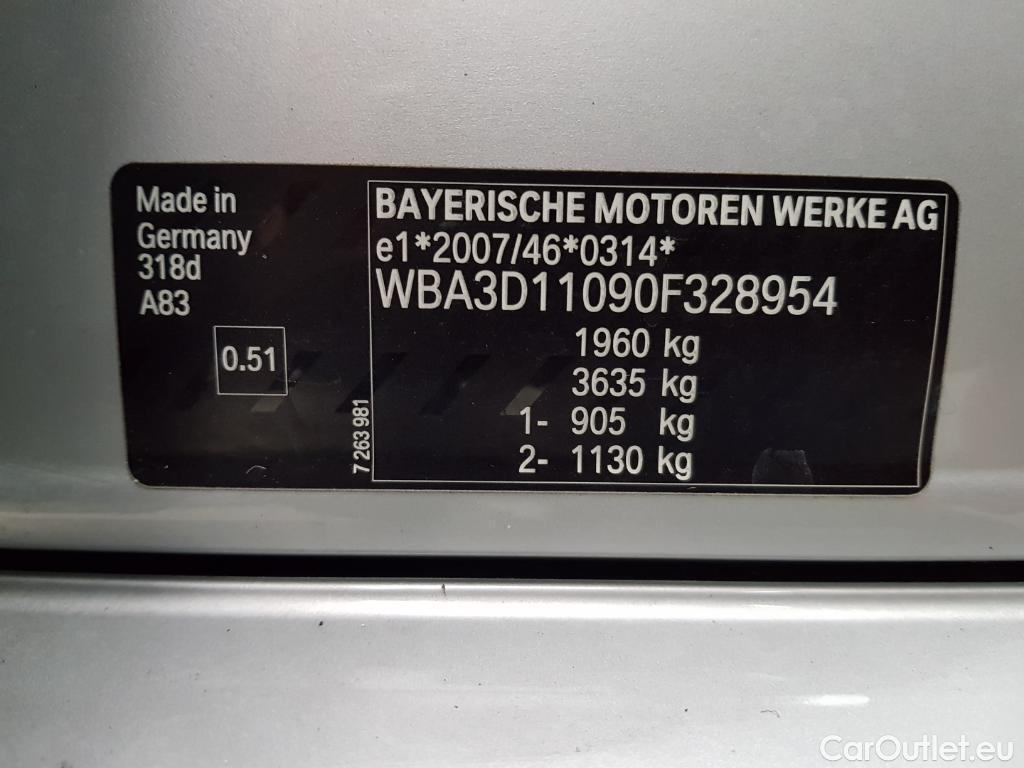 Made in
Germany
318d
A83
0.51
7 263 981
BAYERISCHE MOTOREN WERKE AG
e1*2007/46*0314*
WBA3D11090F328954
1960 kg
3635 kg
1- 905 kg
2- 1130 kg
CarOutlet.eu